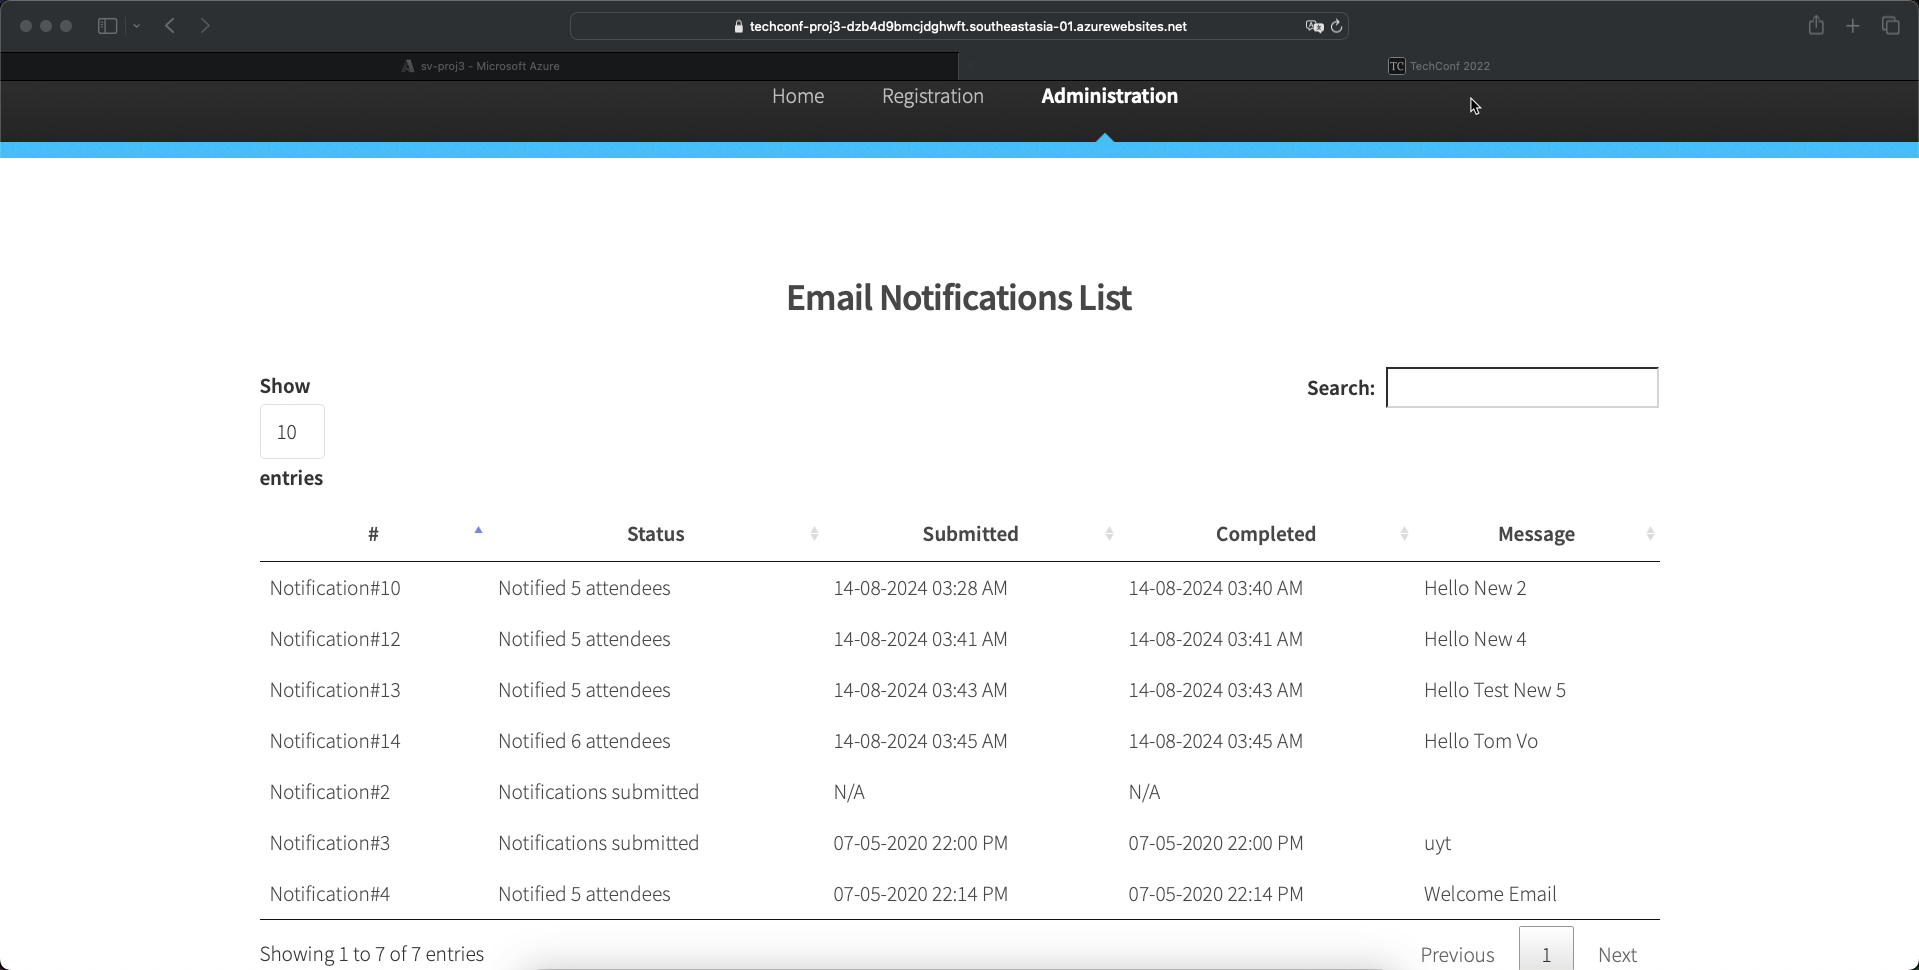 techconf-proj3-dzb4d9bmcjdghwft.southeastasia-01.azurewebsites.net
sv-proj3 - Microsoft Azure
TC TechConf 2022
Home Registration Administration
Email Notifications List
Show
10
entries
Search:
# Status Submitted Completed Message
Notification#10 Notified 5 attendees 14-08-2024 03:28 AM 14-08-2024 03:40 AM Hello New 2
Notification#12 Notified 5 attendees 14-08-2024 03:41 AM 14-08-2024 03:41 AM Hello New 4
Notification#13 Notified 5 attendees 14-08-2024 03:43 AM 14-08-2024 03:43 AM Hello Test New 5
Notification#14 Notified 6 attendees 14-08-2024 03:45 AM 14-08-2024 03:45 AM Hello Tom Vo
Notification#2 Notifications submitted N/A N/A
Notification#3 Notifications submitted 07-05-2020 22:00 PM 07-05-2020 22:00 PM uyt
Notification#4 Notified 5 attendees 07-05-2020 22:14 PM 07-05-2020 22:14 PM Welcome Email
Showing 1 to 7 of 7 entries
Previous 1 Next